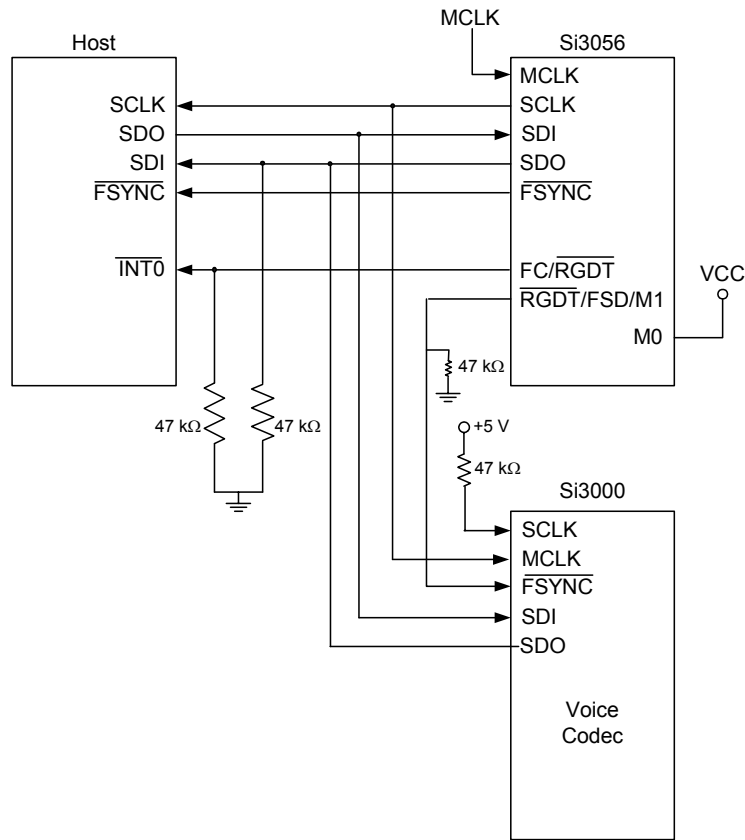 MCLK
Host
Si3056
MCLK
SCLK
SCLK
SDO
SDI
SDI
SDO
FSYNC
FSYNC
INT0
FC/RGDT
VCC
RGDT/FSD/M1
M0
47 kΩ
47 kΩ
47 kΩ
+5 V
47 kΩ
Si3000
SCLK
MCLK
FSYNC
SDI
SDO
Voice
Codec